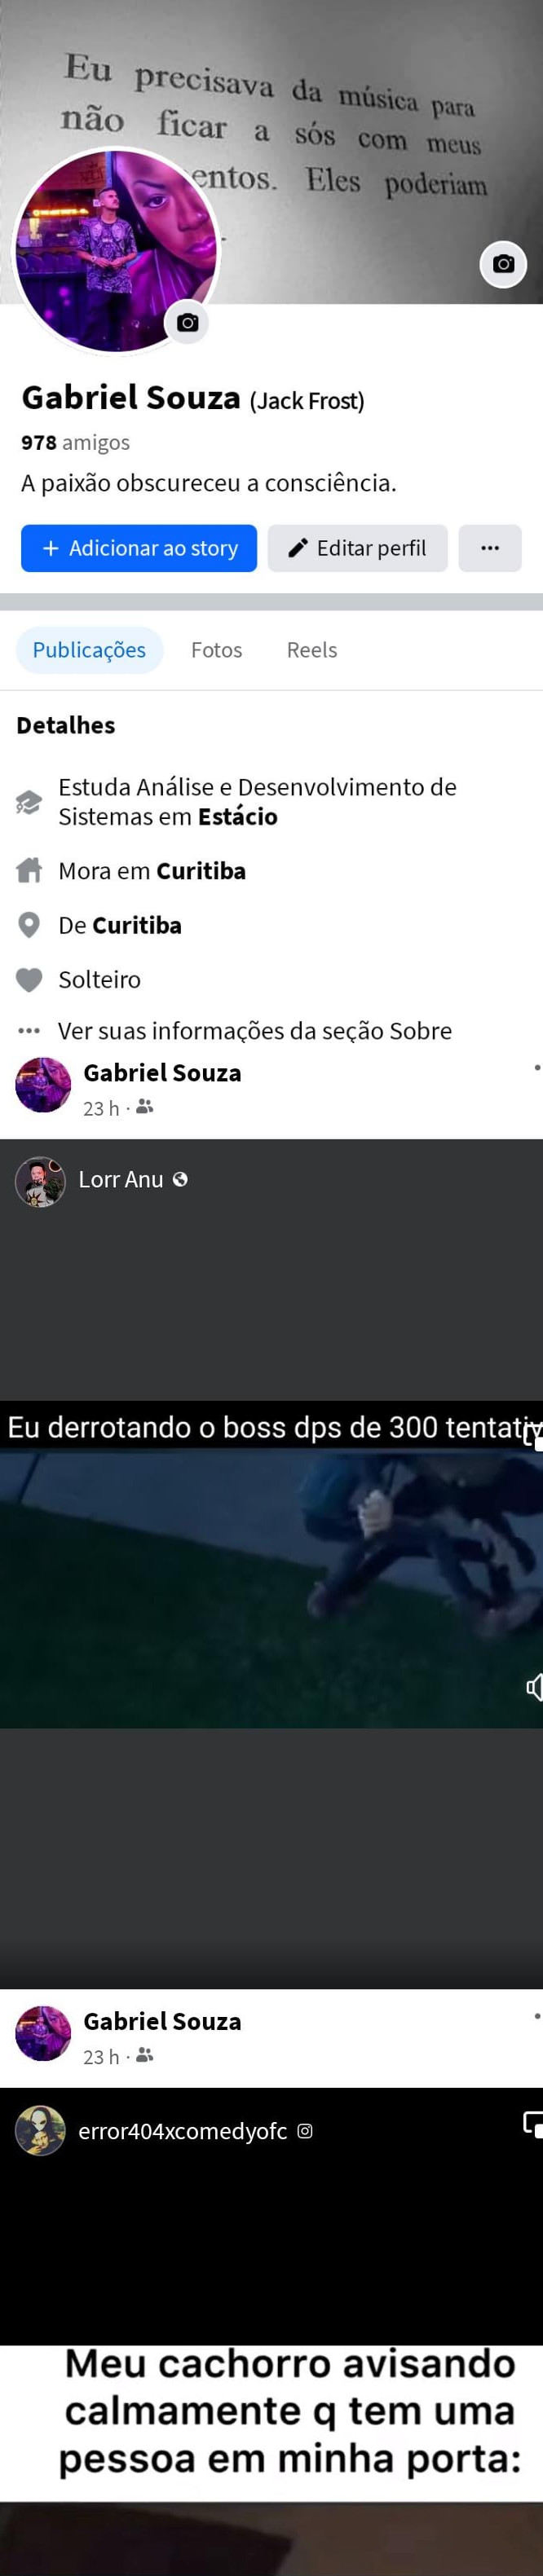 Eu precisava da música para
não ficar a sós com meus
entos. Eles poderiam
Gabriel Souza (Jack Frost)
978 amigos
A paixão obscureceu a consciência.
+ Adicionar ao story
Editar perfil
Publicações
Fotos
Reels
Detalhes
Estuda Análise e Desenvolvimento de
Sistemas em Estácio
Mora em Curitiba
De Curitiba
Solteiro
Ver suas informações da seção Sobre
Gabriel Souza
23 h ·
Lorr Anu
Eu derrotando o boss dps de 300 tentativ
Gabriel Souza
23 h ·
error404xcomedyofc
Meu cachorro avisando
calmamente q tem uma
pessoa em minha porta: